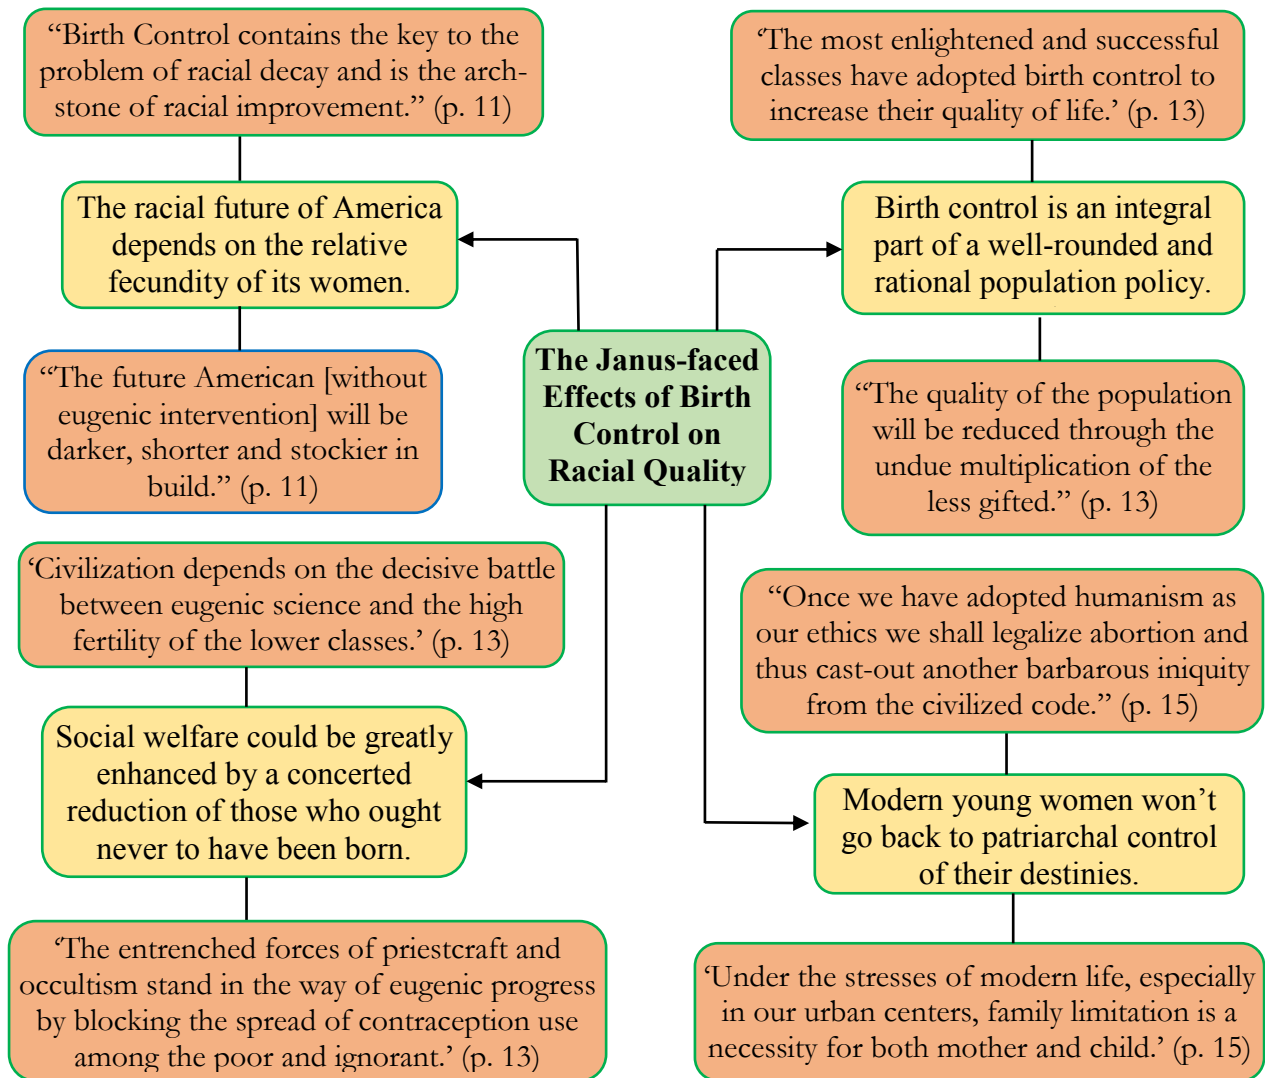 “Birth Control contains the key to the
problem of racial decay and is the arch-
stone of racial improvement.” (p. 11)
The racial future of America
depends on the relative
fecundity of its women.
“The future American [without
eugenic intervention] will be
darker, shorter and stockier in
build.” (p. 11)
‘The most enlightened and successful
classes have adopted birth control to
increase their quality of life.’ (p. 13)
Birth control is an integral
part of a well-rounded and
rational population policy.
“The quality of the population
will be reduced through the
undue multiplication of the
less gifted.” (p. 13)
The Janus-faced
Effects of Birth
Control on
Racial Quality
‘Civilization depends on the decisive battle
between eugenic science and the high
fertility of the lower classes.’ (p. 13)
Social welfare could be greatly
enhanced by a concerted
reduction of those who ought
never to have been born.
‘The entrenched forces of priestcraft and
occultism stand in the way of eugenic progress
by blocking the spread of contraception use
among the poor and ignorant.’ (p. 13)
“Once we have adopted humanism as
our ethics we shall legalize abortion and
thus cast-out another barbarous iniquity
from the civilized code.” (p. 15)
Modern young women won’t
go back to patriarchal control
of their destinies.
‘Under the stresses of modern life, especially
in our urban centers, family limitation is a
necessity for both mother and child.’ (p. 15)